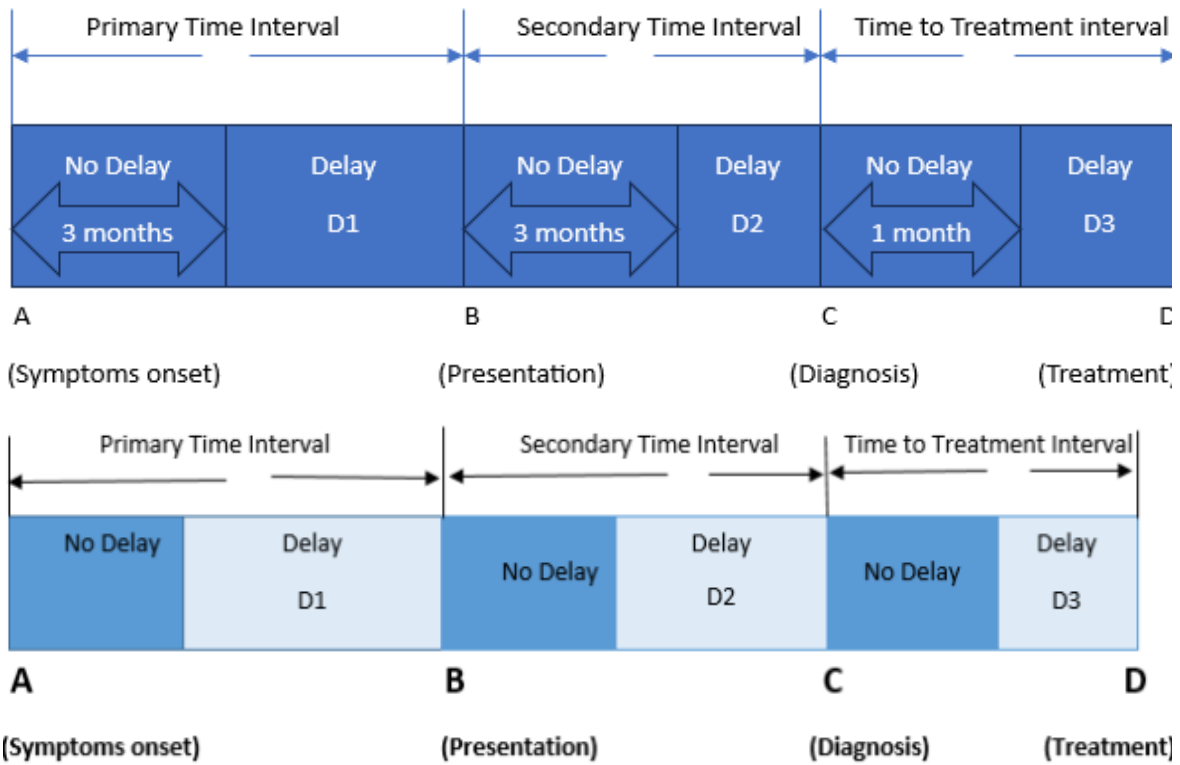 Primary Time Interval Secondary Time Interval Time to Treatment interval
No Delay Delay No Delay Delay No Delay Delay
3 months D1 3 months D2 1 month D3
A B C D
(Symptoms onset) (Presentation) (Diagnosis) (Treatment)
Primary Time Interval Secondary Time Interval Time to Treatment Interval
No Delay Delay No Delay Delay No Delay Delay
D1 D2 D3
A B C D
(Symptoms onset) (Presentation) (Diagnosis) (Treatment)